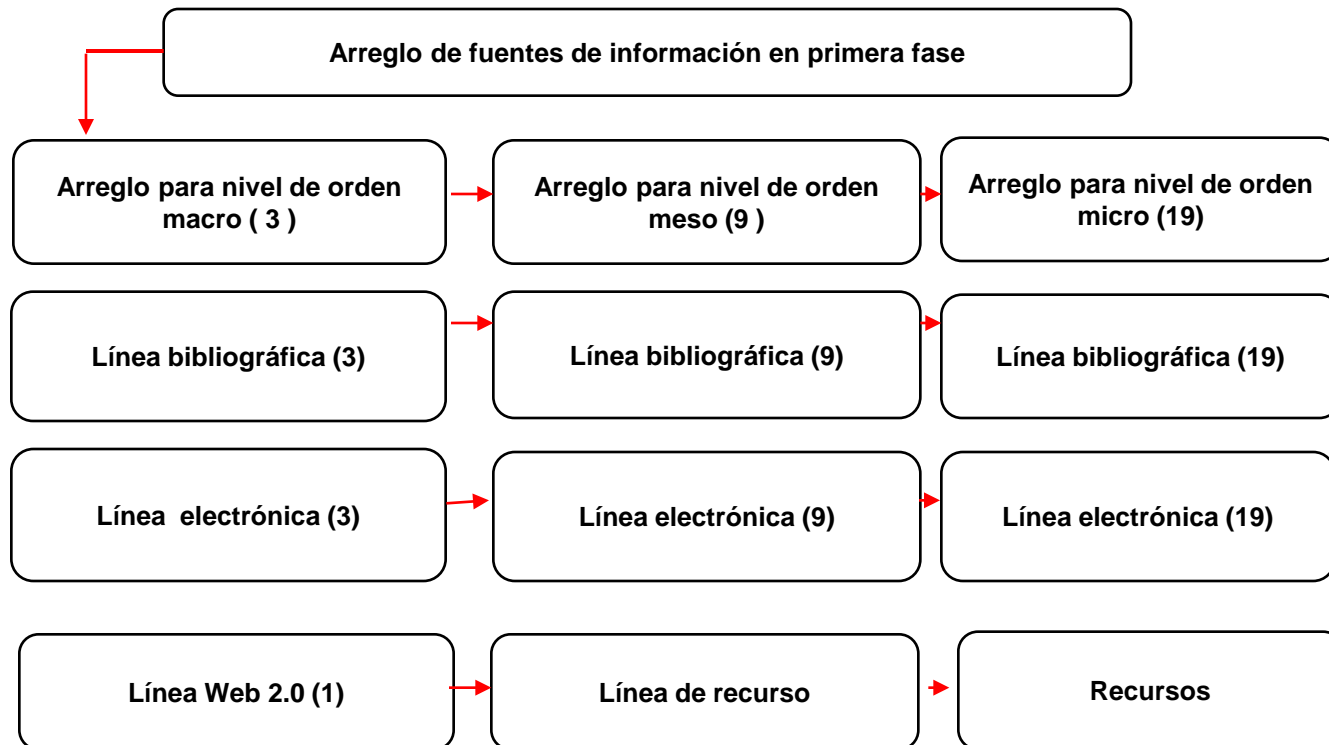 Arreglo de fuentes de información en primera fase
Arreglo para nivel de orden
macro ( 3 )
Arreglo para nivel de orden
meso (9 )
Arreglo para nivel de orden
micro (19)
Línea bibliográfica (3)
Línea bibliográfica (9)
Línea bibliográfica (19)
Línea electrónica (3)
Línea electrónica (9)
Línea electrónica (19)
Línea Web 2.0 (1)
Línea de recurso
Recursos